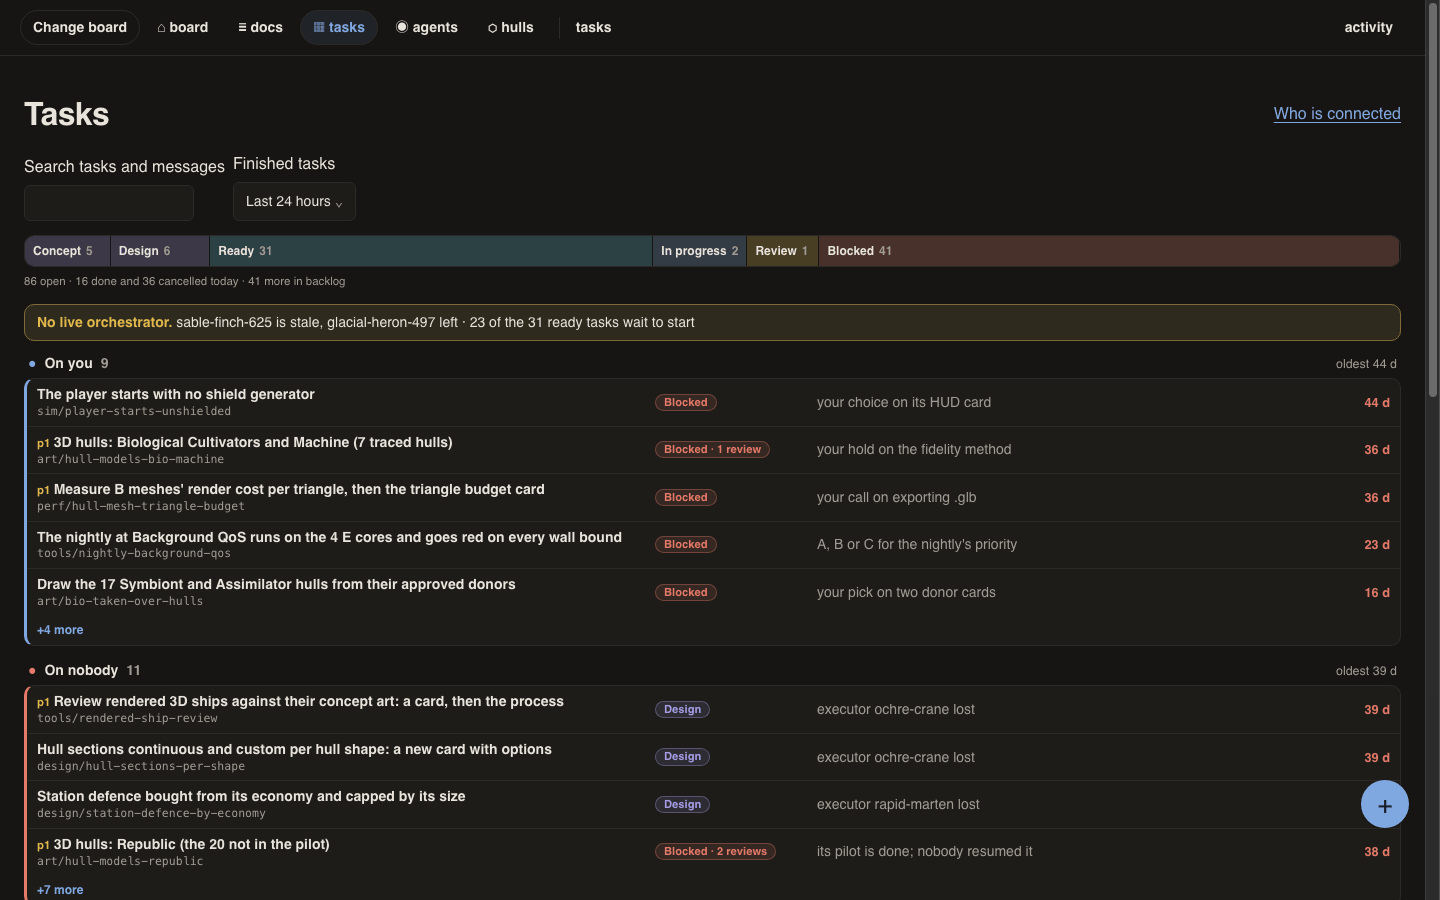 Change board
board
docs
tasks
agents
hulls
tasks
activity
Tasks
Who is connected
Search tasks and messages
Finished tasks
Last 24 hours
Concept 5
Design 6
Ready 31
In progress 2
Review 1
Blocked 41
86 open · 16 done and 36 cancelled today · 41 more in backlog
No live orchestrator. sable-finch-625 is stale, glacial-heron-497 left · 23 of the 31 ready tasks wait to start
On you 9
oldest 44 d
The player starts with no shield generator
sim/player-starts-unshielded
Blocked
your choice on its HUD card
44 d
p1 3D hulls: Biological Cultivators and Machine (7 traced hulls)
art/hull-models-bio-machine
Blocked · 1 review
your hold on the fidelity method
36 d
p1 Measure B meshes' render cost per triangle, then the triangle budget card
perf/hull-mesh-triangle-budget
Blocked
your call on exporting .glb
36 d
The nightly at Background QoS runs on the 4 E cores and goes red on every wall bound
tools/nightly-background-qos
Blocked
A, B or C for the nightly's priority
23 d
Draw the 17 Symbiont and Assimilator hulls from their approved donors
art/bio-taken-over-hulls
Blocked
your pick on two donor cards
16 d
+4 more
On nobody 11
oldest 39 d
p1 Review rendered 3D ships against their concept art: a card, then the process
tools/rendered-ship-review
Design
executor ochre-crane lost
39 d
Hull sections continuous and custom per hull shape: a new card with options
design/hull-sections-per-shape
Design
executor ochre-crane lost
39 d
Station defence bought from its economy and capped by its size
design/station-defence-by-economy
Design
executor rapid-marten lost
+
p1 3D hulls: Republic (the 20 not in the pilot)
art/hull-models-republic
Blocked · 2 reviews
its pilot is done; nobody resumed it
38 d
+7 more